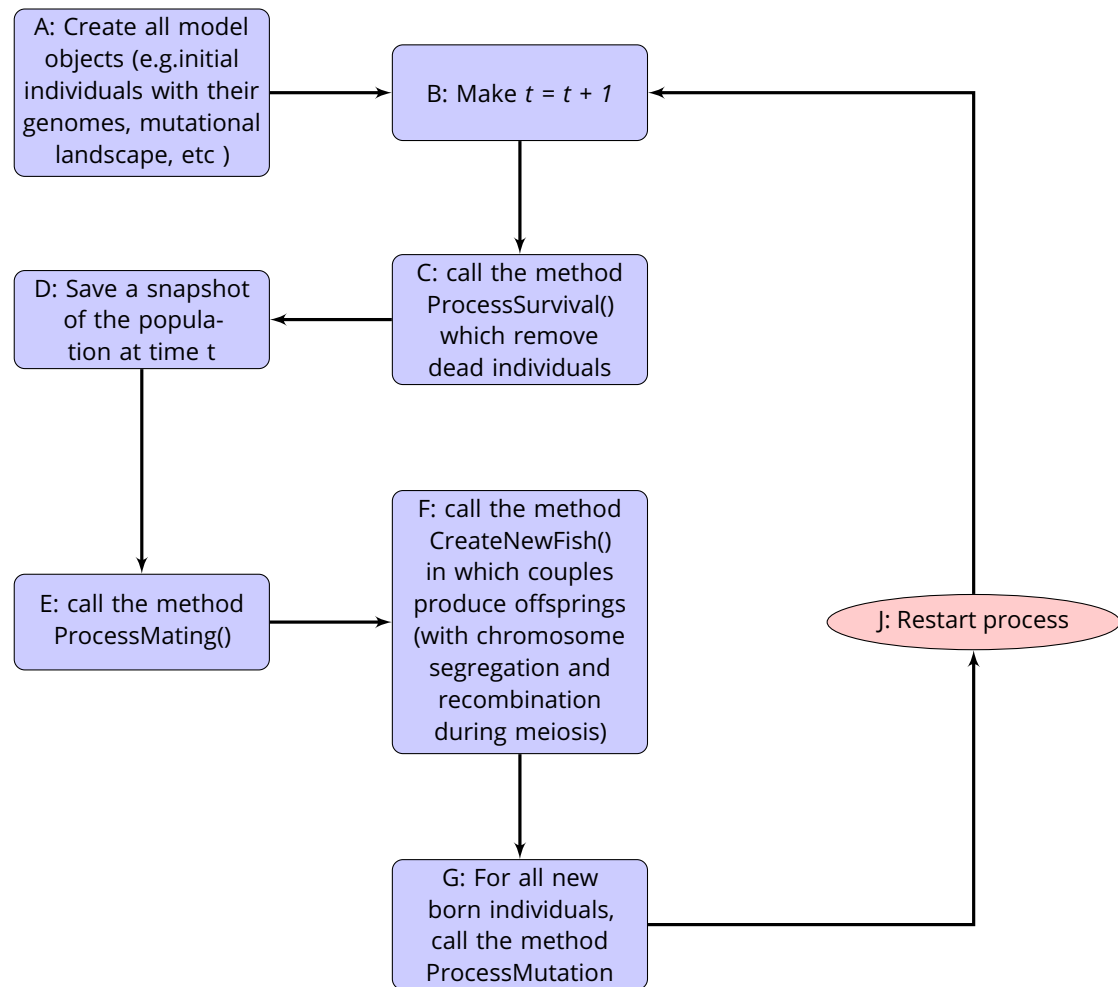 A: Create all model
objects (e.g.initial
individuals with their
genomes, mutational
landscape, etc )
B: Make t = t + 1
C: call the method
ProcessSurvival()
which remove
dead individuals
D: Save a snapshot
of the popula-
tion at time t
E: call the method
ProcessMating()
F: call the method
CreateNewFish()
in which couples
produce offsprings
(with chromosome
segregation and
recombination
during meiosis)
G: For all new
born individuals,
call the method
ProcessMutation
J: Restart process